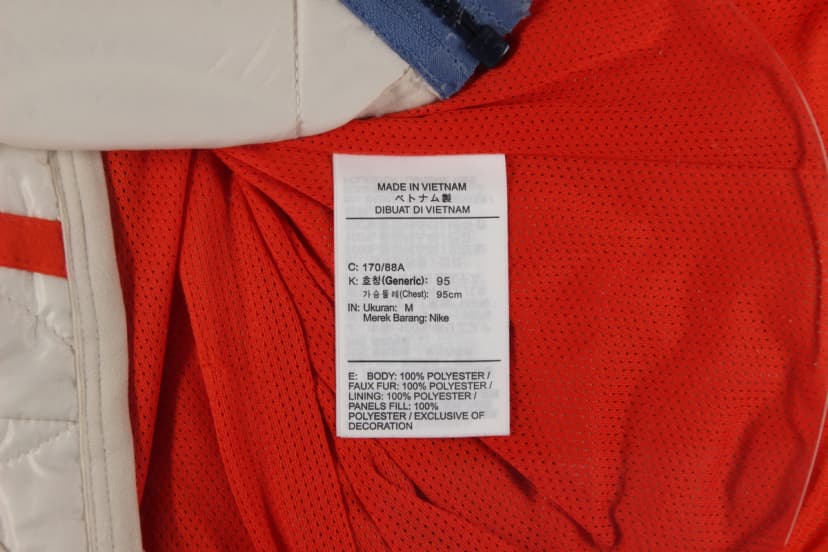 MADE IN VIETNAM
ベトナム製
DIBUAT DI VIETNAM
C: 170/88A
K: 호칭(Generic): 95
가슴둘레(Chest): 95cm
IN: Ukuran: M
Merek Barang: Nike
E: BODY: 100% POLYESTER /
FAUX FUR: 100% POLYESTER /
LINING: 100% POLYESTER /
PANELS FILL: 100%
POLYESTER / EXCLUSIVE OF
DECORATION